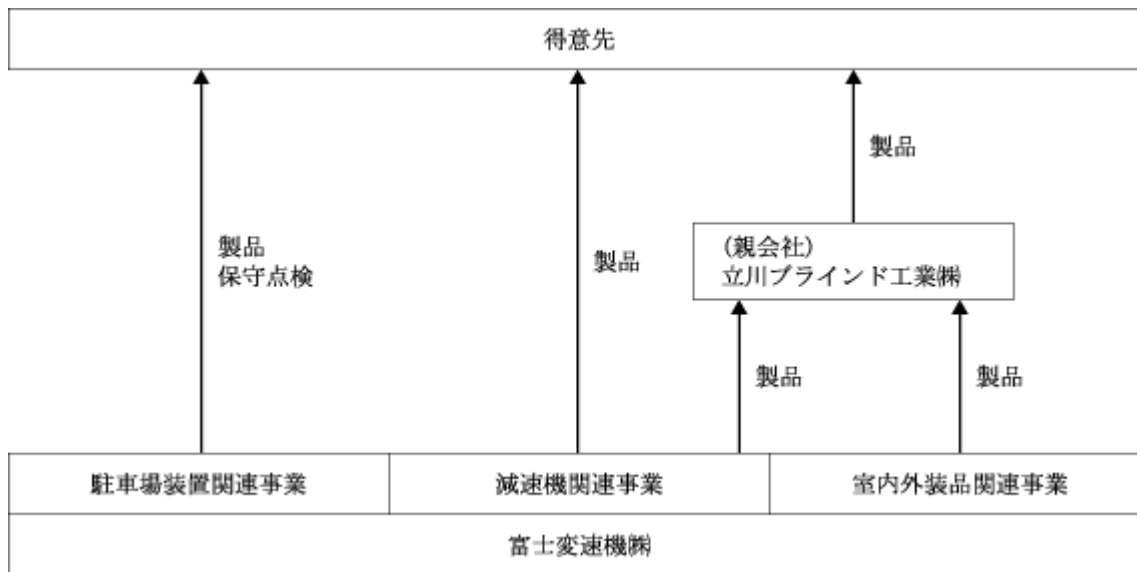 得意先
製品
製品
保守点検
製品
（親会社）
立川ブラインド工業㈱
製品
製品
駐車場装置関連事業
減速機関連事業
室内外装品関連事業
富士変速機㈱